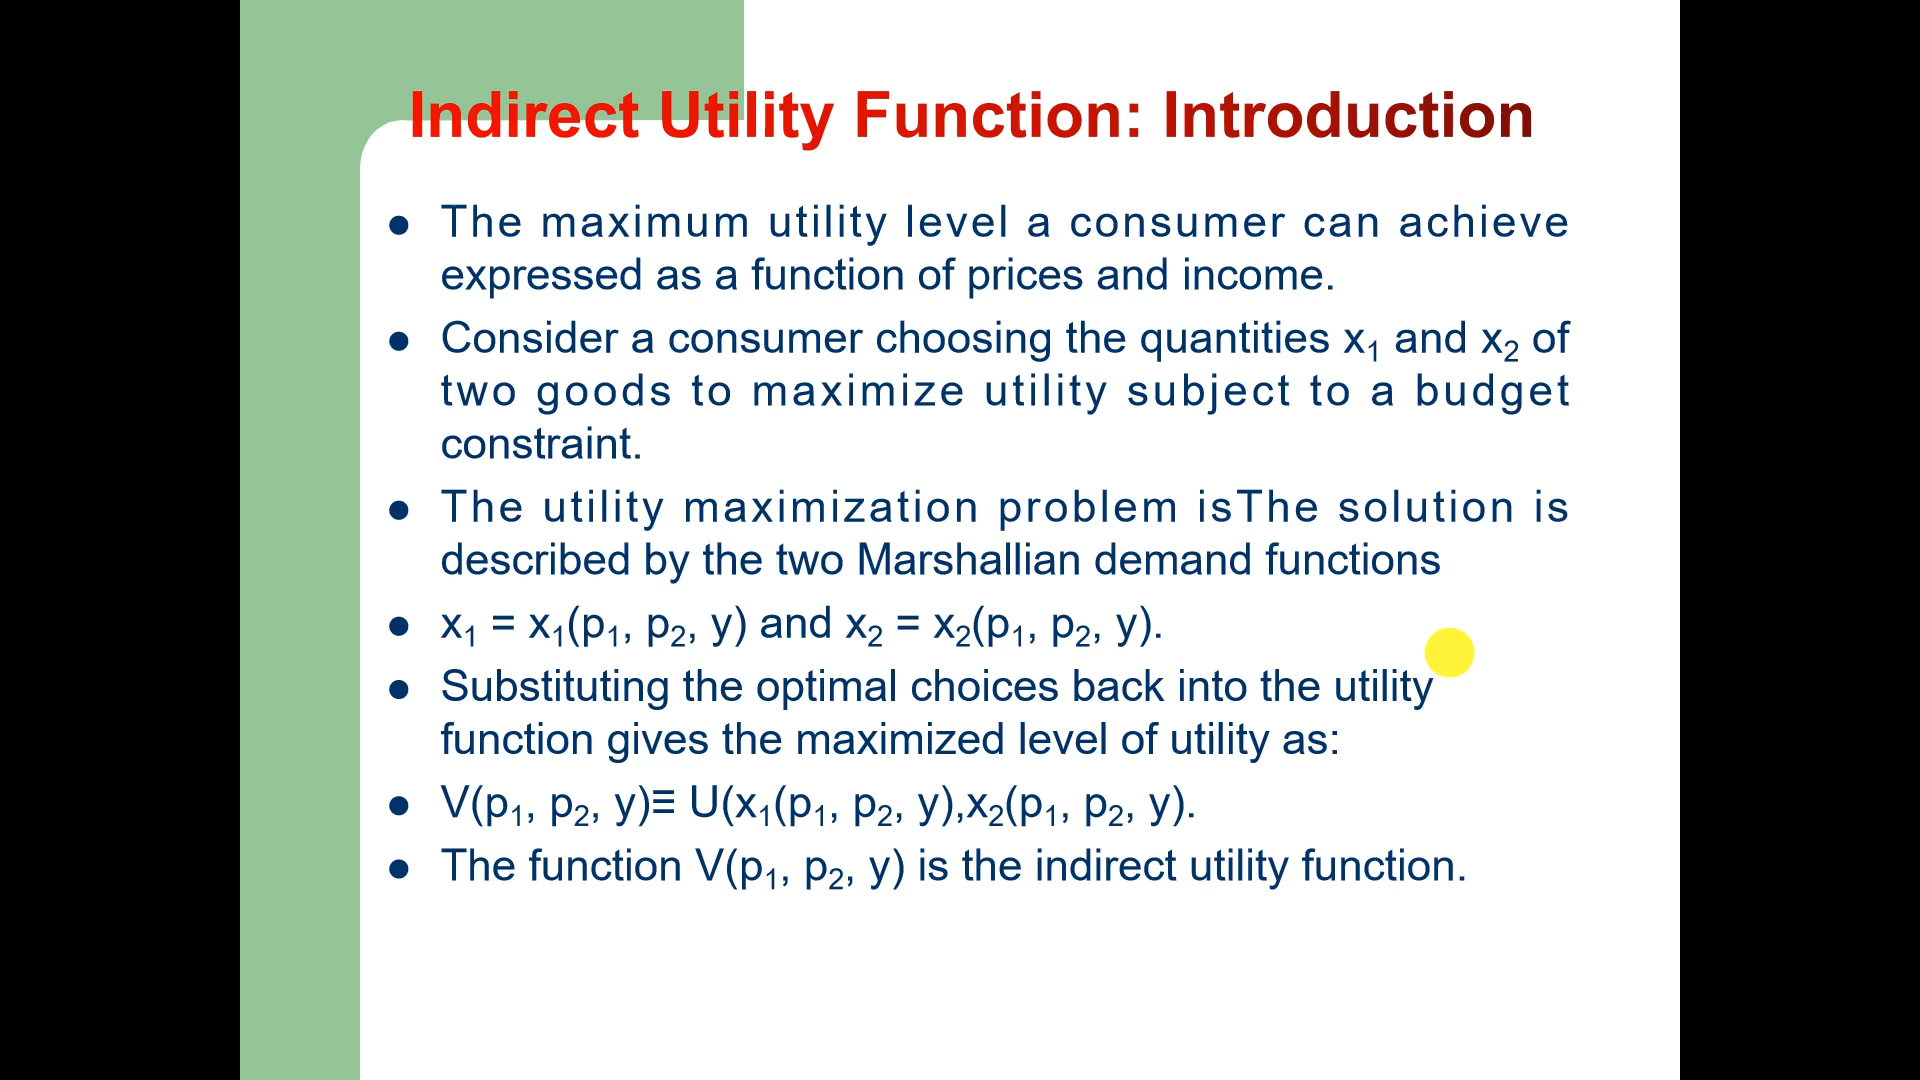 Indirect Utility Function: Introduction
● The maximum utility level a consumer can achieve
expressed as a function of prices and income.
● Consider a consumer choosing the quantities x₁ and x₂ of
two goods to maximize utility subject to a budget
constraint.
● The utility maximization problem isThe solution is
described by the two Marshallian demand functions
● x₁ = x₁(p₁, p₂, y) and x₂ = x₂(p₁, p₂, y).
● Substituting the optimal choices back into the utility
function gives the maximized level of utility as:
● V(p₁, p₂, y)≡ U(x₁(p₁, p₂, y),x₂(p₁, p₂, y).
● The function V(p₁, p₂, y) is the indirect utility function.